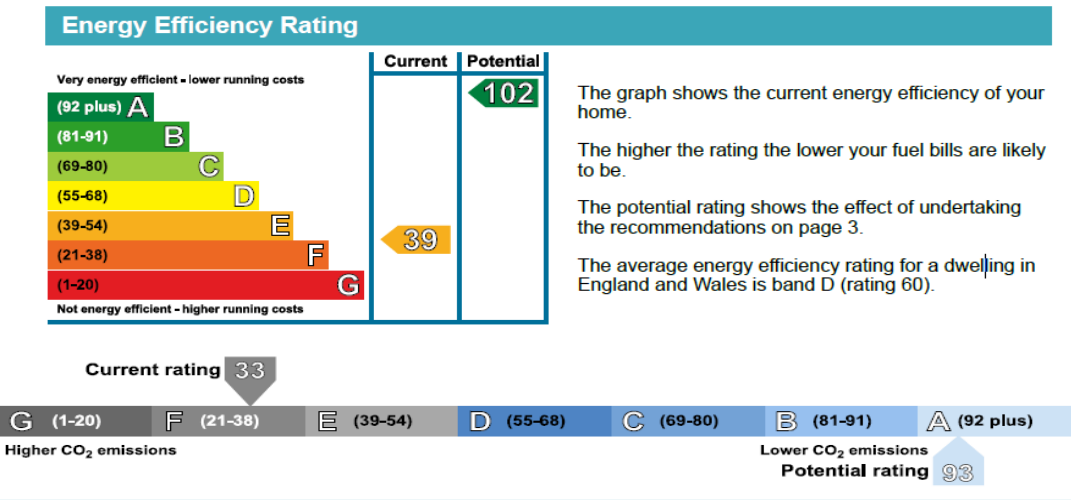 Energy Efficiency Rating
Current Potential
Very energy efficient - lower running costs
(92 plus) A
102
(81-91) B
(69-80) C
(55-68) D
(39-54) E
39
(21-38) F
(1-20) G
Not energy efficient - higher running costs
The graph shows the current energy efficiency of your
home.
The higher the rating the lower your fuel bills are likely
to be.
The potential rating shows the effect of undertaking
the recommendations on page 3.
The average energy efficiency rating for a dwelling in
England and Wales is band D (rating 60).
Current rating 33
G (1-20) F (21-38) E (39-54) D (55-68) C (69-80) B (81-91) A (92 plus)
Higher CO₂ emissions
Lower CO₂ emissions
Potential rating 93